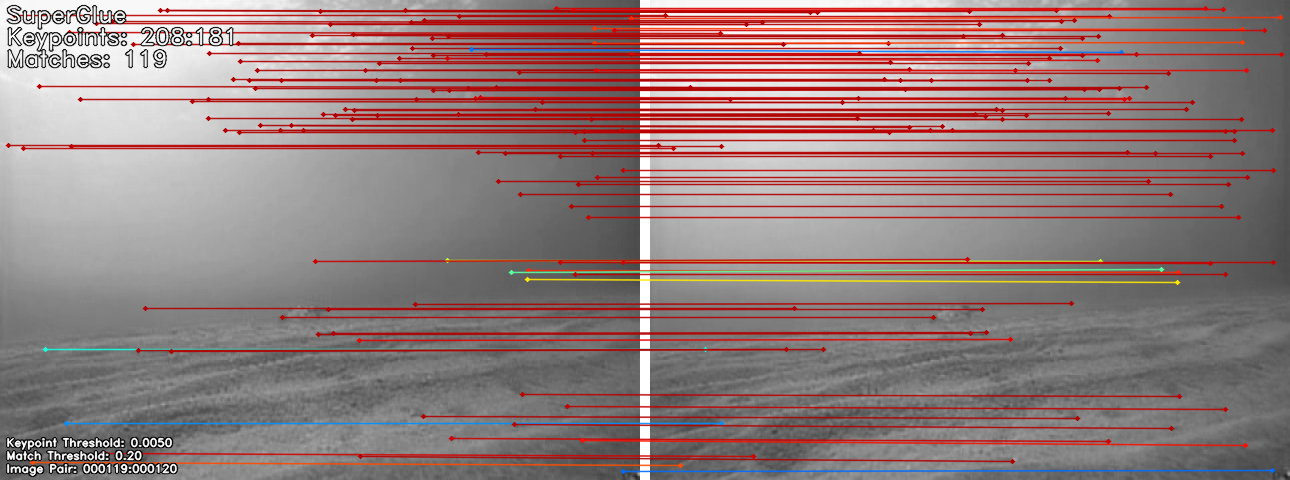 SuperGlue
Keypoints: 208:181
Matches: 119
Keypoint Threshold: 0.0050
Match Threshold: 0.20
Image Pair: 000119:000120